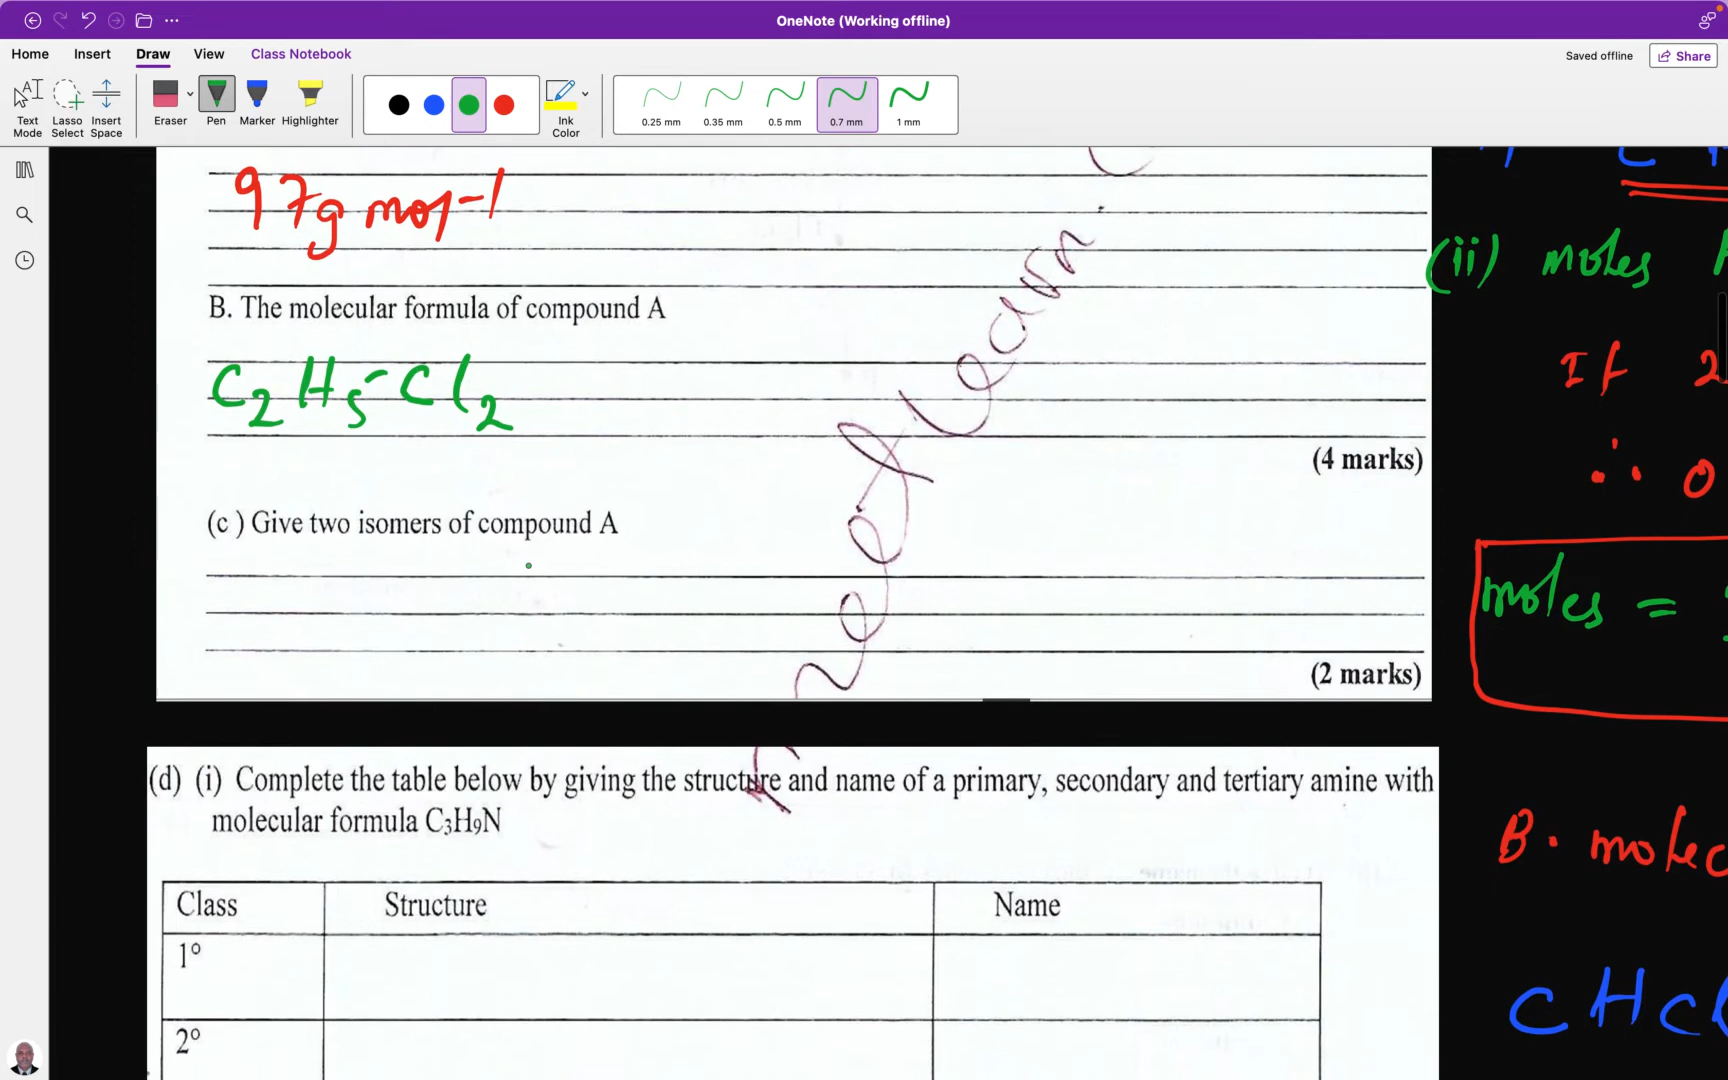 OneNote (Working offline)
Home Insert Draw View Class Notebook
Saved offline Share
Text Mode Lasso Select Insert Space Eraser Pen Marker Highlighter Ink Color 0.25 mm 0.35 mm 0.5 mm 0.7 mm 1 mm
97g mol-1
B. The molecular formula of compound A
C2H5Cl2
(4 marks)
(c ) Give two isomers of compound A
(2 marks)
(d) (i) Complete the table below by giving the structure and name of a primary, secondary and tertiary amine with
molecular formula C₃H₉N
Class Structure Name
1°
2°
(ii) moles
If 2
∴ 0
moles =
B. molec
CHCl